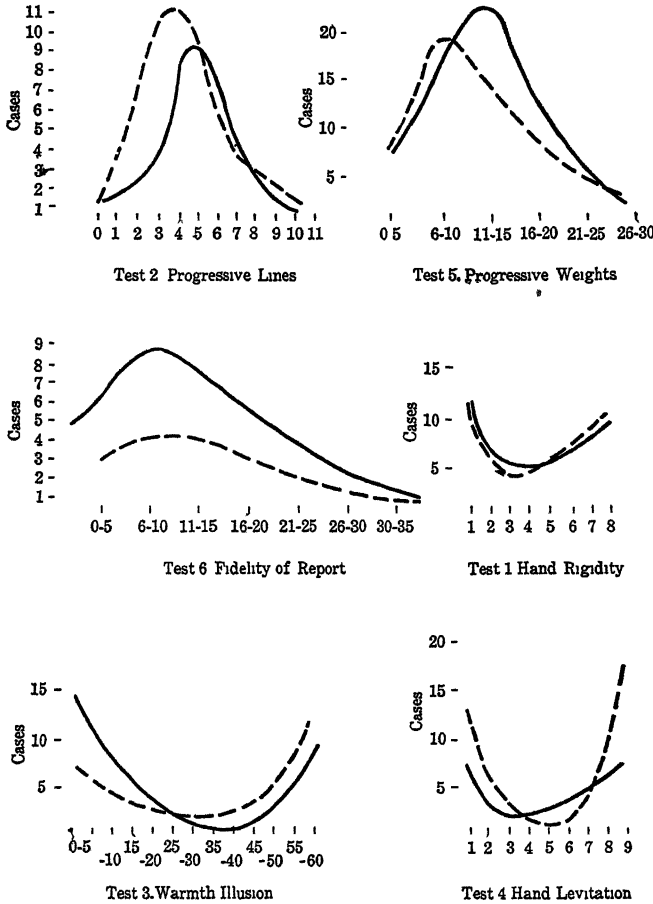 11 -
10 -
9 -
8 -
7 -
6 -
5 -
4 -
3 -
2 -
1 -
Cases
0 1 2 3 4 5 6 7 8 9 10 11
Test 2 Progressive Lines
20 -
15 -
10 -
5 -
Cases
0 5 6-10 11-15 16-20 21-25 26-30
Test 5. Progressive Weights
9 -
8 -
7 -
6 -
5 -
4 -
3 -
2 -
1 -
Cases
0-5 6-10 11-15 16-20 21-25 26-30 30-35
Test 6 Fidelity of Report
15 -
10 -
5 -
Cases
1 2 3 4 5 6 7 8
Test 1 Hand Rigidity
15 -
10 -
5 -
Cases
0-5 15 25 35 45 55
-10 -20 -30 -40 -50 -60
Test 3. Warmth Illusion
20 -
15 -
10 -
5 -
Cases
1 2 3 4 5 6 7 8 9
Test 4 Hand Levitation